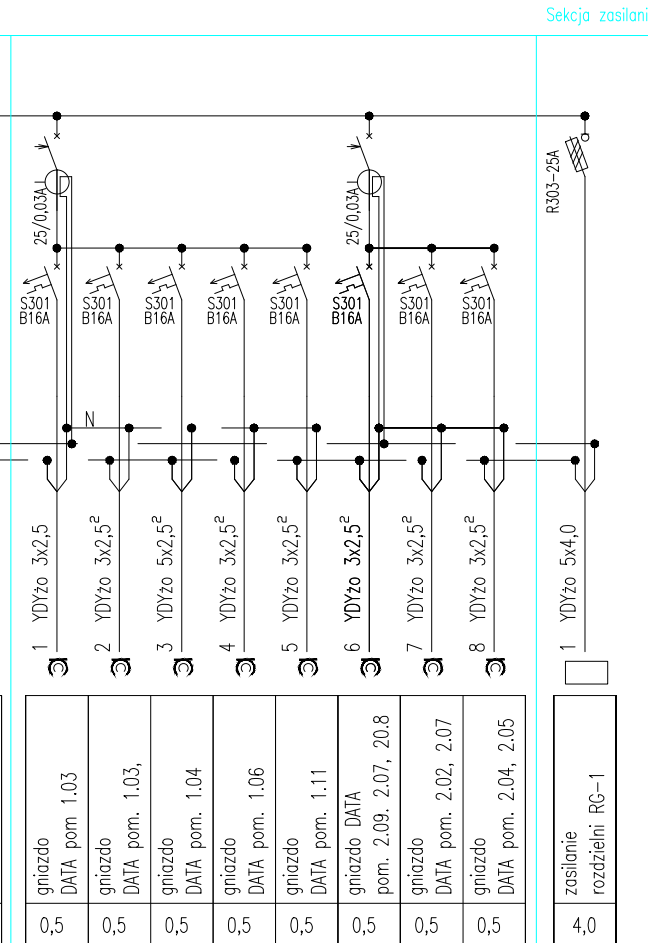 Sekcja zasilani
25/0,03A
25/0,03A
R303-25A
S301
B16A
S301
B16A
S301
B16A
S301
B16A
S301
B16A
S301
B16A
S301
B16A
S301
B16A
N
1 YDYżo 3x2,5
2 YDYżo 3x2,5²
3 YDYżo 5x2,5²
4 YDYżo 3x2,5²
5 YDYżo 3x2,5²
6 YDYżo 3x2,5²
7 YDYżo 3x2,5²
8 YDYżo 3x2,5²
1 YDYżo 5x4,0
gniazdo
DATA pom 1.03
gniazdo
DATA pom. 1.03,
gniazdo
DATA pom. 1.04
gniazdo
DATA pom. 1.06
gniazdo
DATA pom. 1.11
gniazdo DATA
pom. 2.09. 2.07, 20.8
gniazdo
DATA pom. 2.02, 2.07
gniazdo
DATA pom. 2.04, 2.05
zasilanie
rozdzielni RG-1
0,5
0,5
0,5
0,5
0,5
0,5
0,5
0,5
4,0